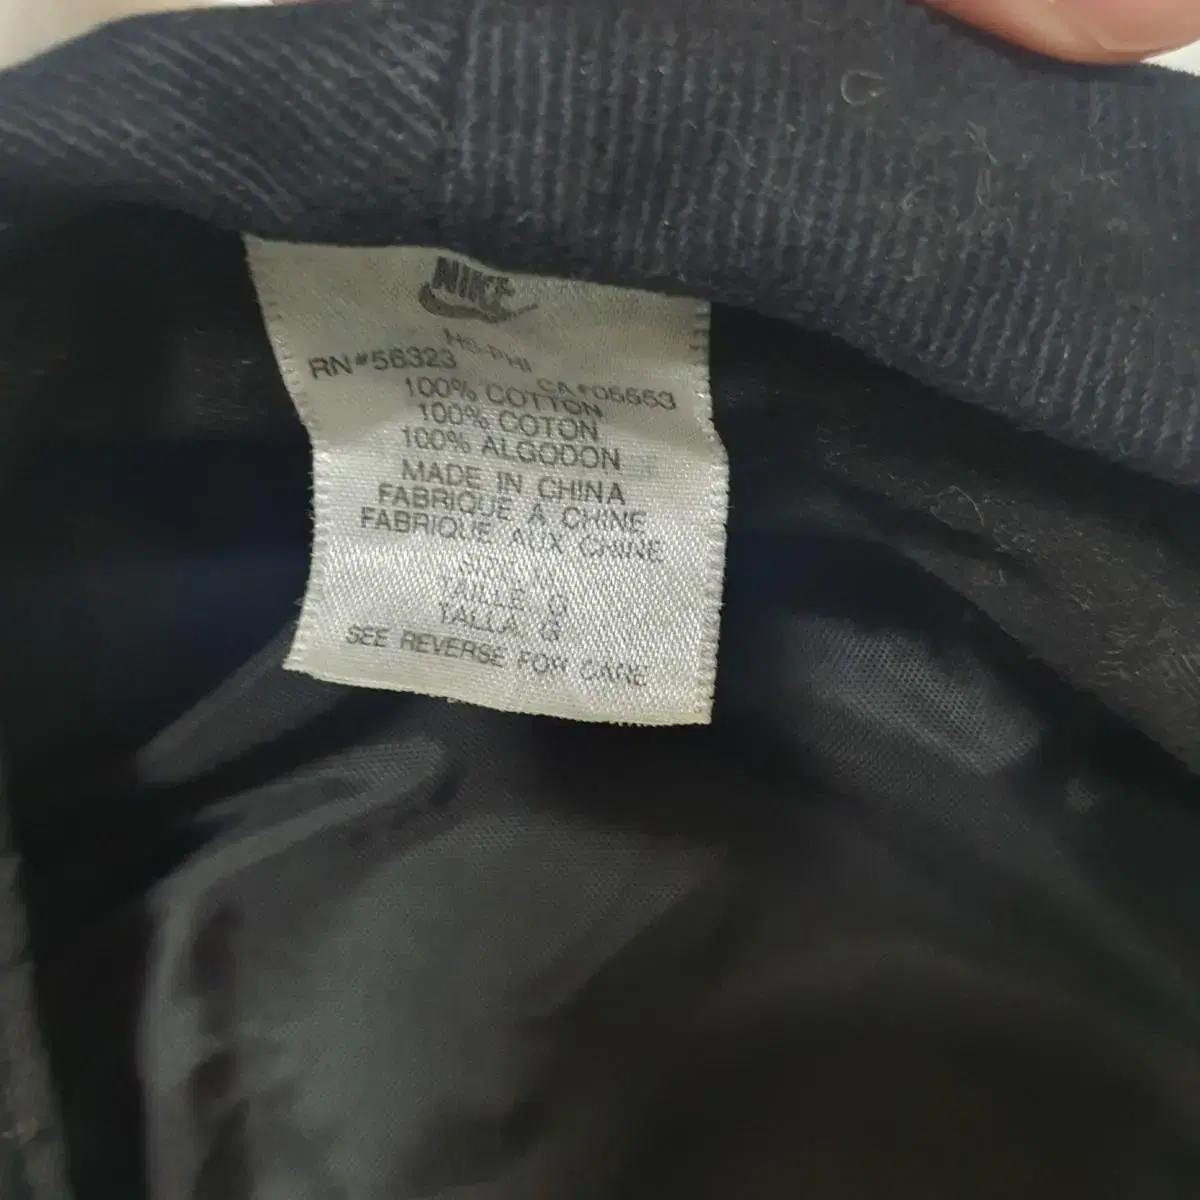 NIKE
RN#56323
CA#05553
100% COTTON
100% COTON
100% ALGODON
MADE IN CHINA
FABRIQUE A CHINE
FABRIQUE AUX CHINE
TAILLE
TALLA G
SEE REVERSE FOR CARE